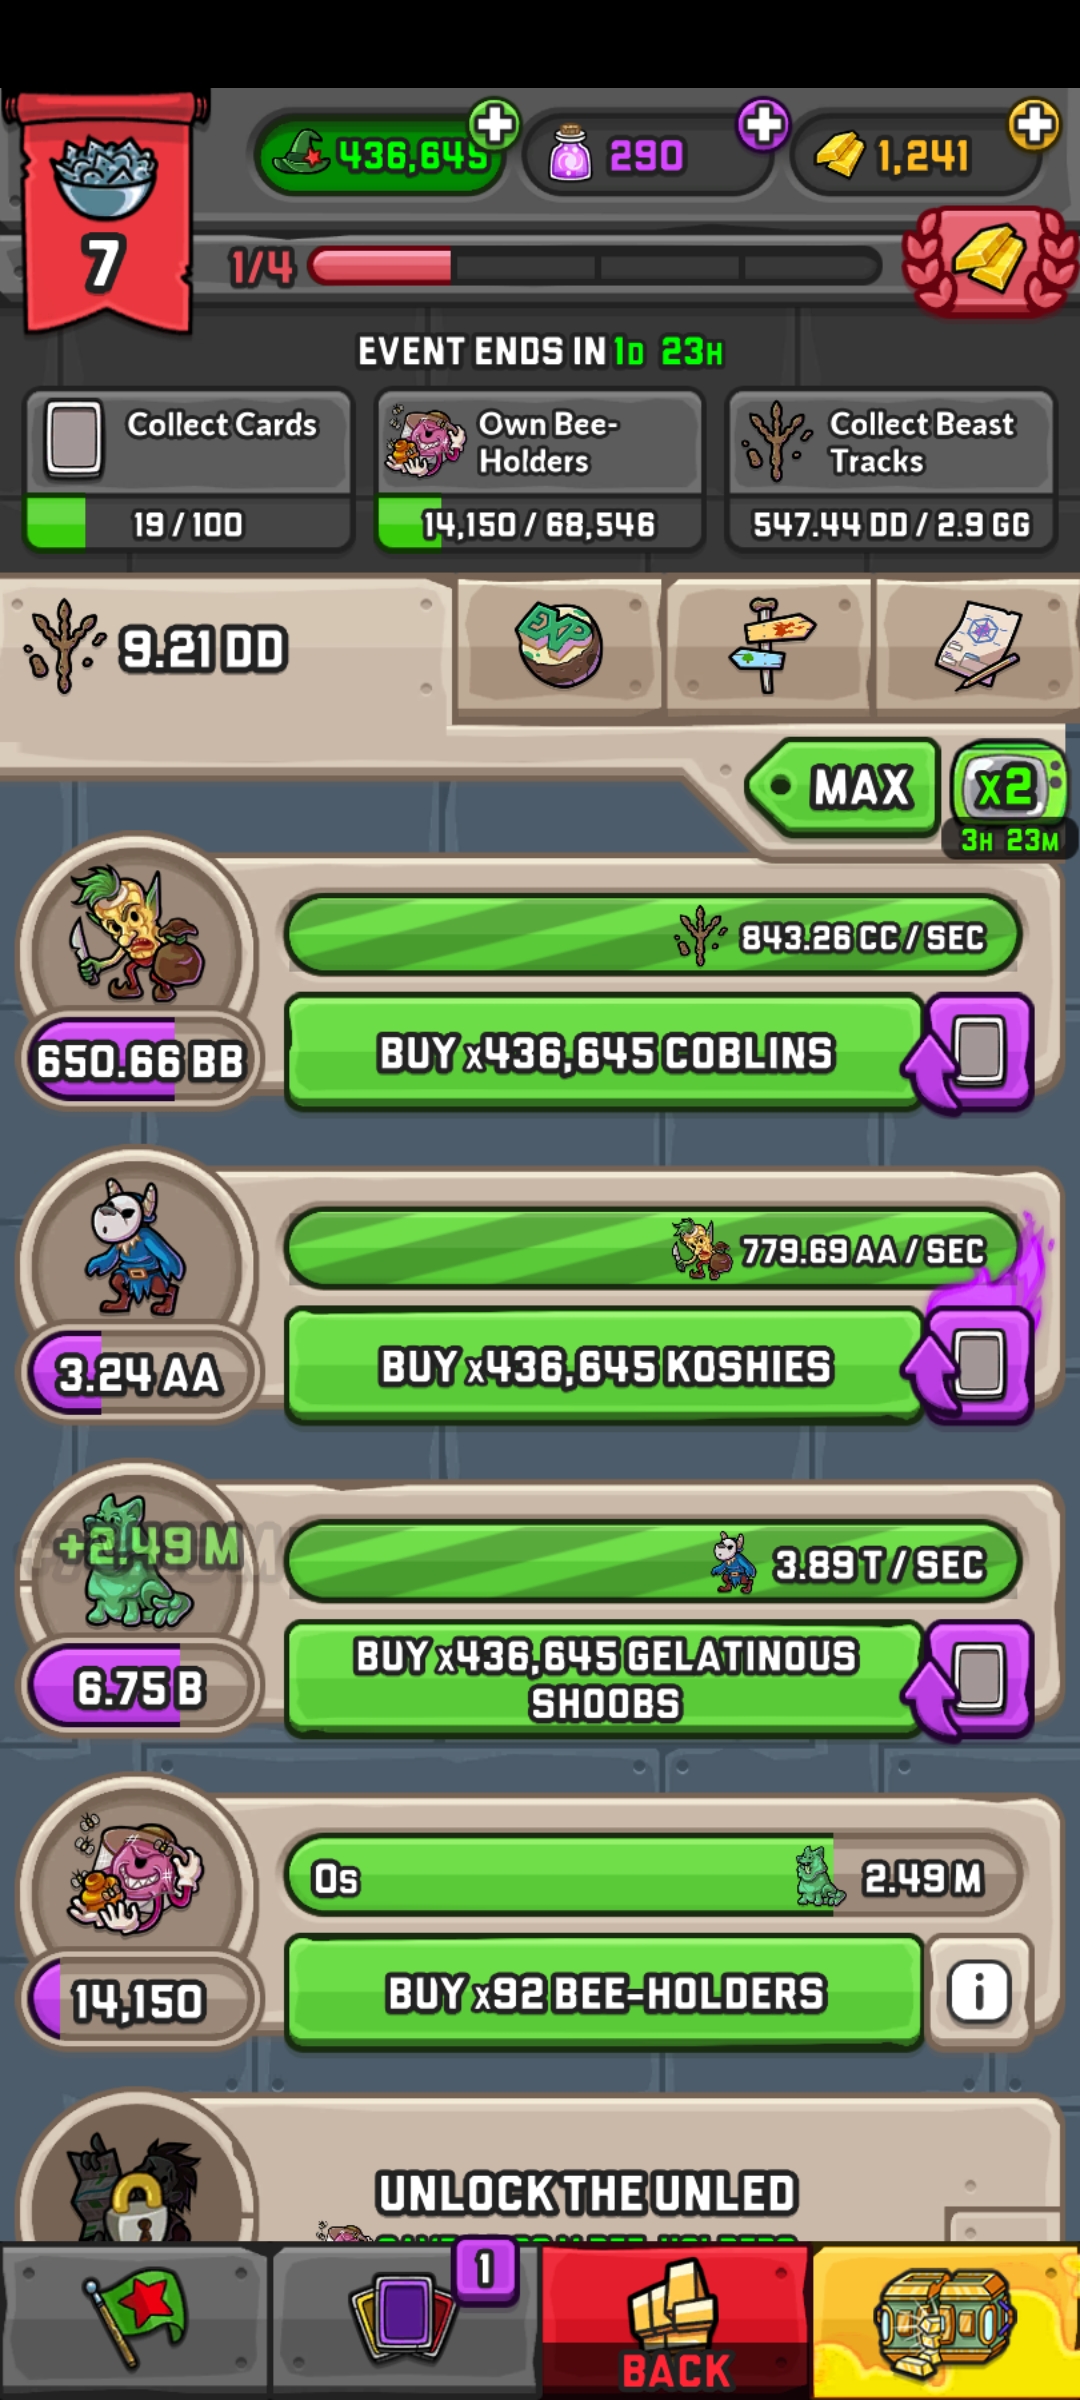 436,645
290
1,241
7
1/4
EVENT ENDS IN 1D 23H
Collect Cards
19 / 100
Own Bee-
Holders
14,150 / 68,546
Collect Beast
Tracks
547.44 DD / 2.9 GG
9.21 DD
EXP
MAX
x2
3H 23M
843.26 CC / SEC
650.66 BB
BUY x436,645 COBLINS
779.69 AA / SEC
3.24 AA
BUY x436,645 KOSHIES
+2.49 M
3.89 T / SEC
6.75 B
BUY x436,645 GELATINOUS
SHOOBS
0s
2.49 M
14,150
BUY x92 BEE-HOLDERS
i
UNLOCK THE UNLED
1
BACK